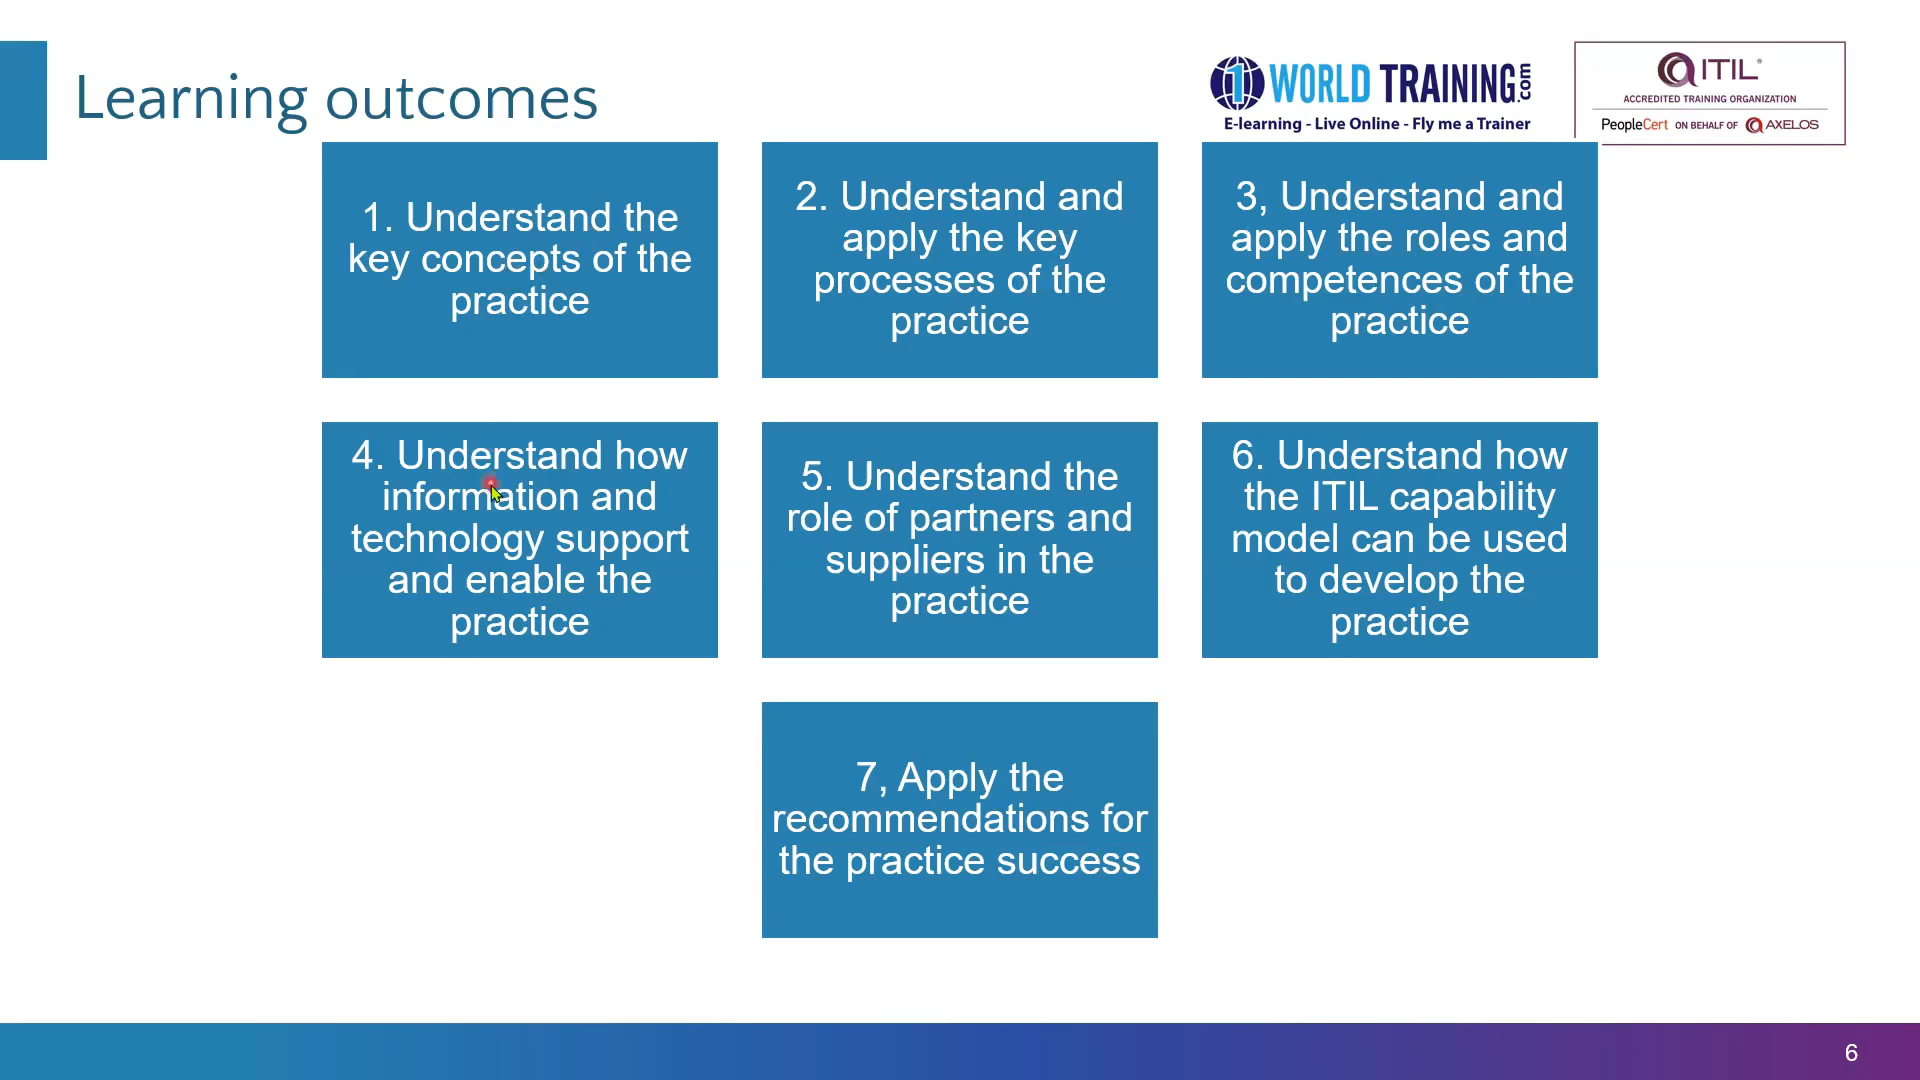 Learning outcomes
1 WORLD TRAINING.com
E-learning - Live Online - Fly me a Trainer
ITIL®
ACCREDITED TRAINING ORGANIZATION
PeopleCert ON BEHALF OF AXELOS
1. Understand the
key concepts of the
practice
2. Understand and
apply the key
processes of the
practice
3, Understand and
apply the roles and
competences of the
practice
4. Understand how
information and
technology support
and enable the
practice
5. Understand the
role of partners and
suppliers in the
practice
6. Understand how
the ITIL capability
model can be used
to develop the
practice
7, Apply the
recommendations for
the practice success
6